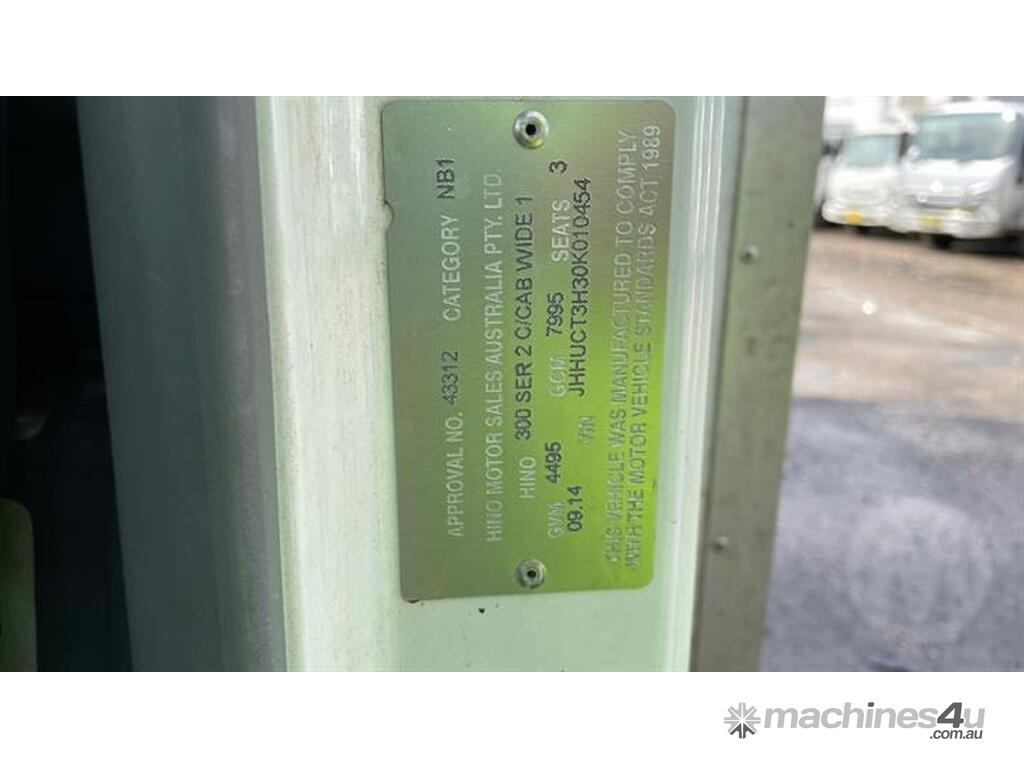 APPROVAL NO. 43312 CATEGORY NB1
HINO MOTOR SALES AUSTRALIA PTY. LTD.
HINO 300 SER 2 C/CAB WIDE 1
GVM 4495 GCM 7995 SEATS 3
09.14 VIN JHHUCT3H30K010454
THIS VEHICLE WAS MANUFACTURED TO COMPLY
WITH THE MOTOR VEHICLE STANDARDS ACT 1989
machines4u
.com.au